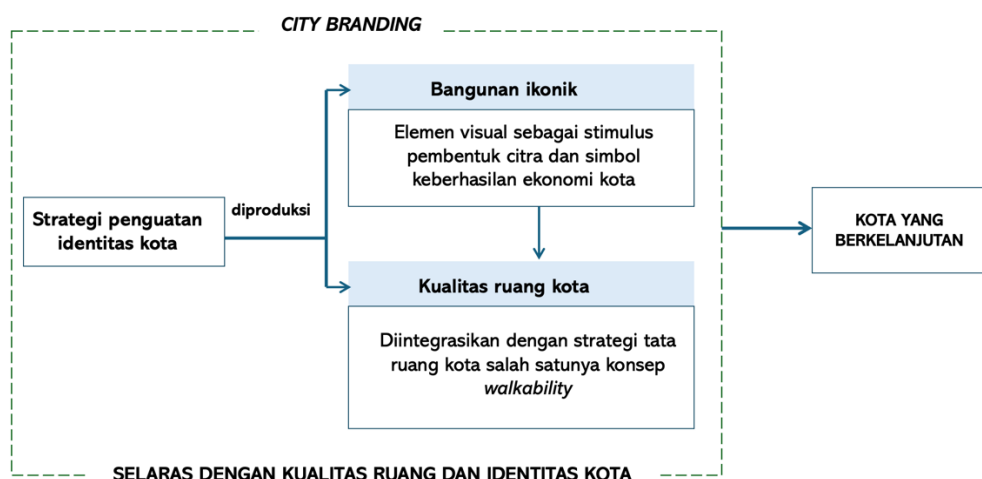 CITY BRANDING
Bangunan ikonik
Elemen visual sebagai stimulus
pembentuk citra dan simbol
keberhasilan ekonomi kota
Strategi penguatan
identitas kota
diproduksi
Kualitas ruang kota
Diintegrasikan dengan strategi tata
ruang kota salah satunya konsep
walkability
KOTA YANG
BERKELANJUTAN
SELARAS DENGAN KUALITAS RUANG DAN IDENTITAS KOTA